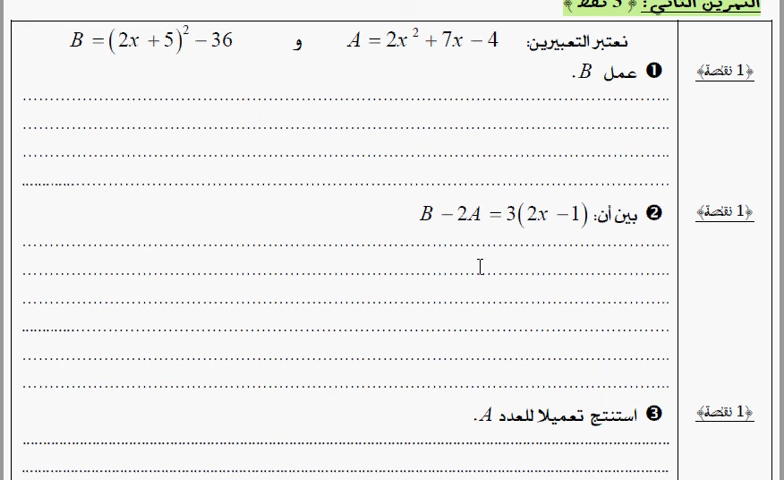 التمرين الثاني: ﴿ 3 نقط ﴾
نعتبر التعبيرين: A = 2x² + 7x − 4 و B = (2x + 5)² − 36
﴿1 نقطة﴾
❶ عمل B.
﴿1 نقطة﴾
❷ بين أن: B − 2A = 3(2x − 1)
﴿1 نقطة﴾
❸ استنتج تعميلا للعدد A.